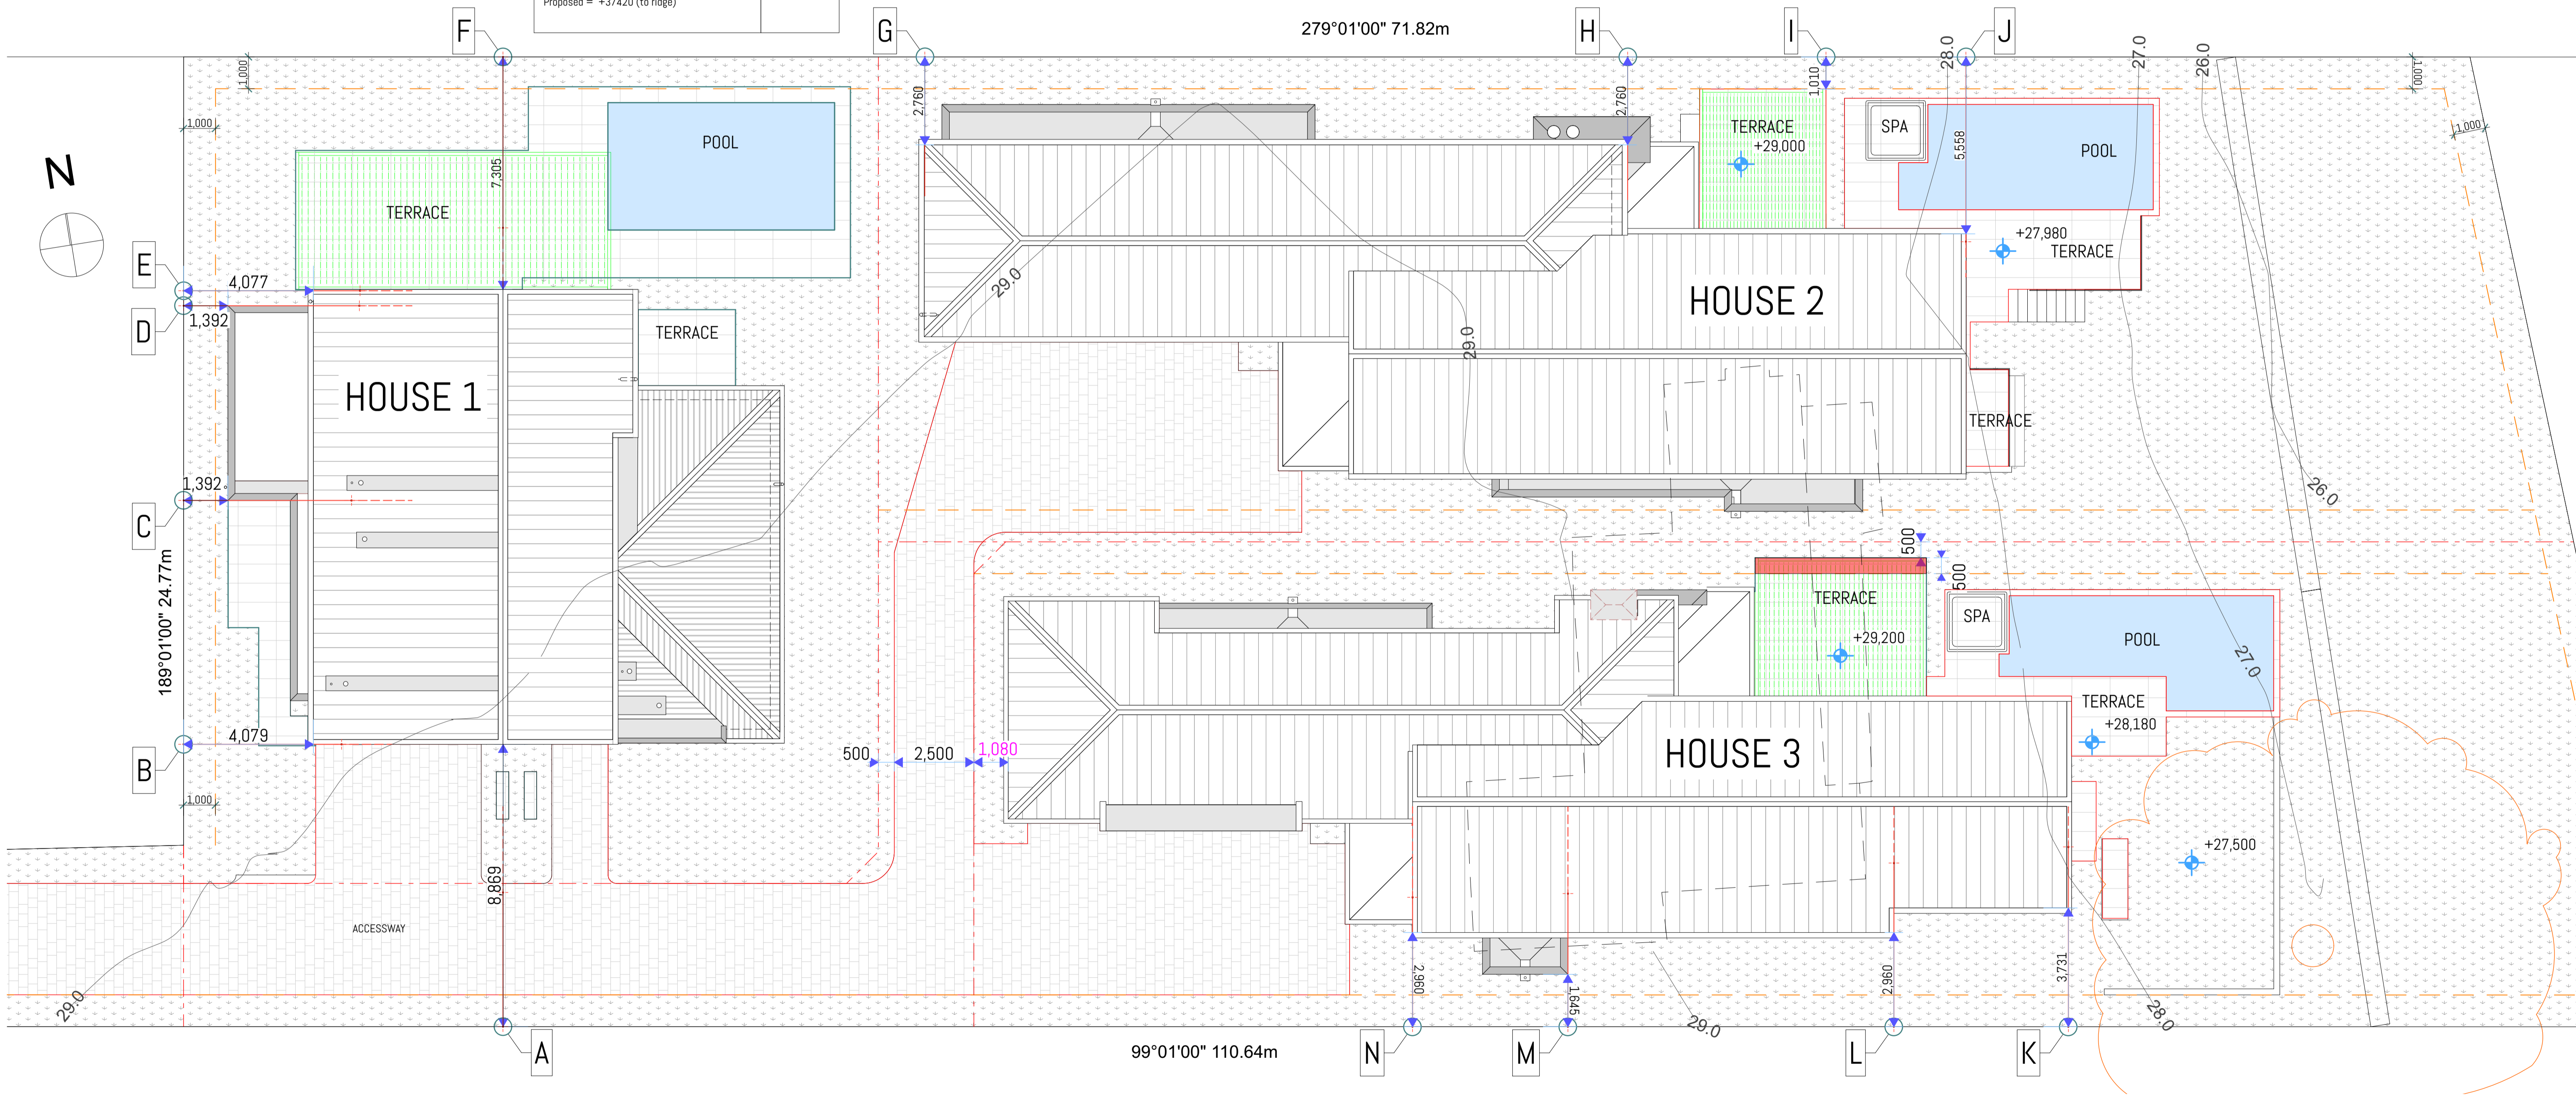 Proposed = +37420 (to ridge)
F
G
279°01'00" 71.82m
H
I
J
28.0
27.0
26.0
1,000
1,000
1,000
1,000
N
2,760
2,760
1,010
5,558
7,305
POOL
TERRACE
TERRACE
+29,000
SPA
POOL
+27,980
TERRACE
E
4,077
D
1,392
TERRACE
29.0
29.0
HOUSE 2
HOUSE 1
TERRACE
C
1,392
26.0
189°01'00" 24.77m
500
500
TERRACE
+29,200
SPA
POOL
27.0
TERRACE
+28,180
B
4,079
500
2,500
1,080
HOUSE 3
1,000
8,869
+27,500
ACCESSWAY
29.0
2,960
1,645
2,960
3,731
29.0
28.0
A
99°01'00" 110.64m
N
M
L
K